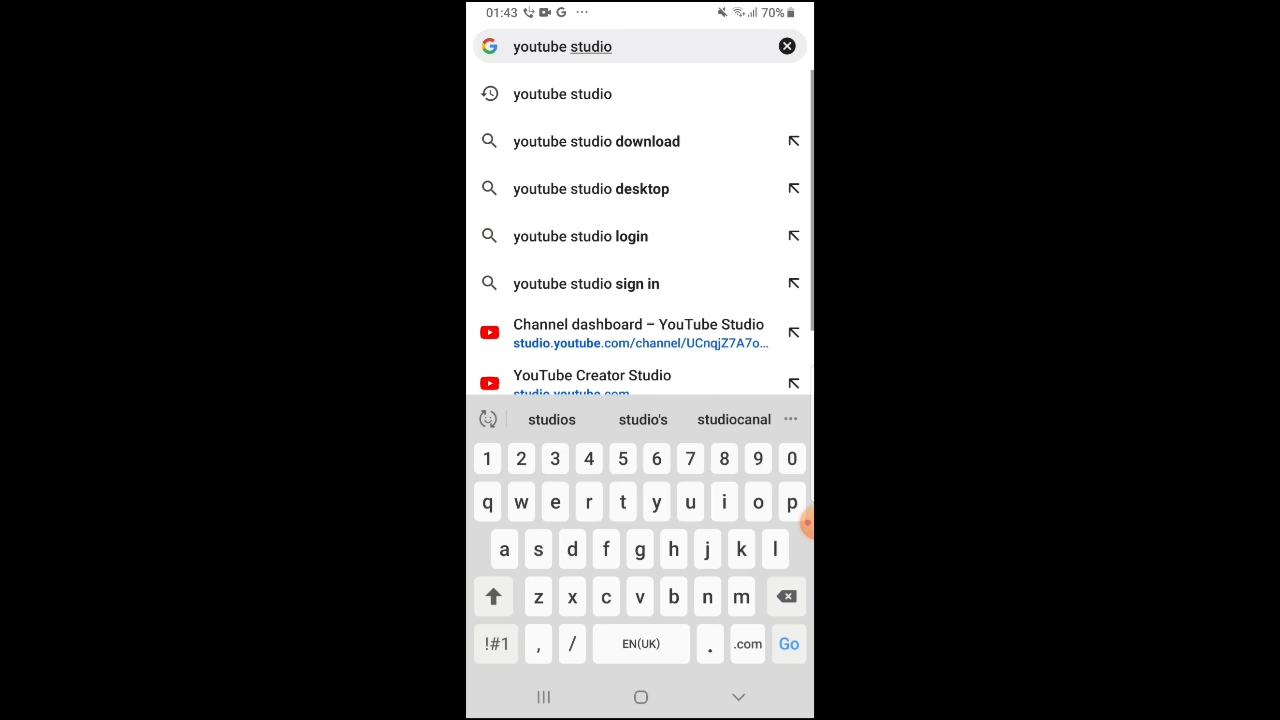 01:43 G ... 70%
youtube studio
youtube studio
youtube studio download
youtube studio desktop
youtube studio login
youtube studio sign in
Channel dashboard – YouTube Studio
studio.youtube.com/channel/UCnqjZ7A7o...
YouTube Creator Studio
studio.youtube.com
studios studio's studiocanal ...
1 2 3 4 5 6 7 8 9 0
q w e r t y u i o p
a s d f g h j k l
z x c v b n m
!#1 , / EN(UK) . .com Go